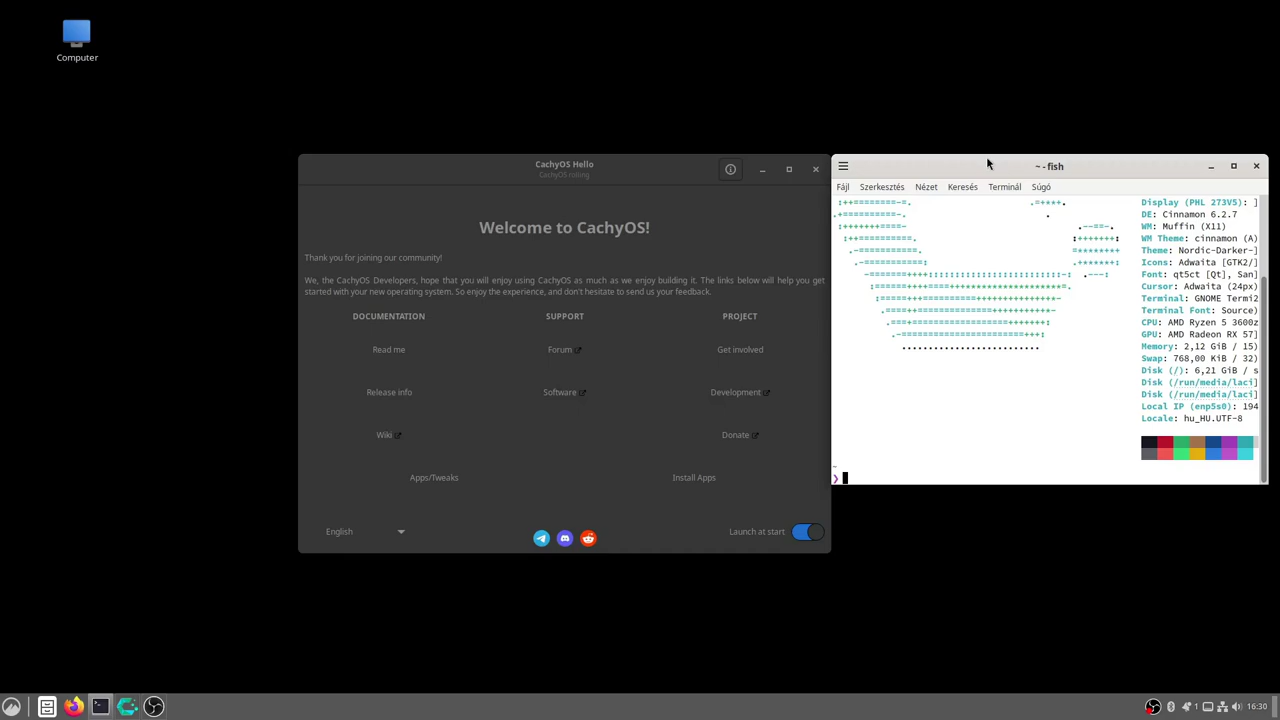 Computer
CachyOS Hello
CachyOS rolling
Welcome to CachyOS!
Thank you for joining our community!
We, the CachyOS Developers, hope that you will enjoy using CachyOS as much as we enjoy building it. The links below will help you get
started with your new operating system. So enjoy the experience, and don't hesitate to send us your feedback.
DOCUMENTATION SUPPORT PROJECT
Read me Forum Get involved
Release info Software Development
Wiki Donate
Apps/Tweaks Install Apps
English Launch at start
~ - fish
Fájl Szerkesztés Nézet Keresés Terminál Súgó
Display (PHL 273V5): ]
DE: Cinnamon 6.2.7
WM: Muffin (X11)
WM Theme: cinnamon (A)
Theme: Nordic-Darker-]
Icons: Adwaita [GTK2/]
Font: qt5ct [Qt], San]
Cursor: Adwaita (24px)
Terminal: GNOME Termi2
Terminal Font: Source)
CPU: AMD Ryzen 5 3600z
GPU: AMD Radeon RX 57]
Memory: 2,12 GiB / 15)
Swap: 768,00 KiB / 32)
Disk (/): 6,21 GiB / s
Disk (/run/media/laci]
Disk (/run/media/laci]
Local IP (enp5s0): 194
Locale: hu_HU.UTF-8
~
❯
1 16:30